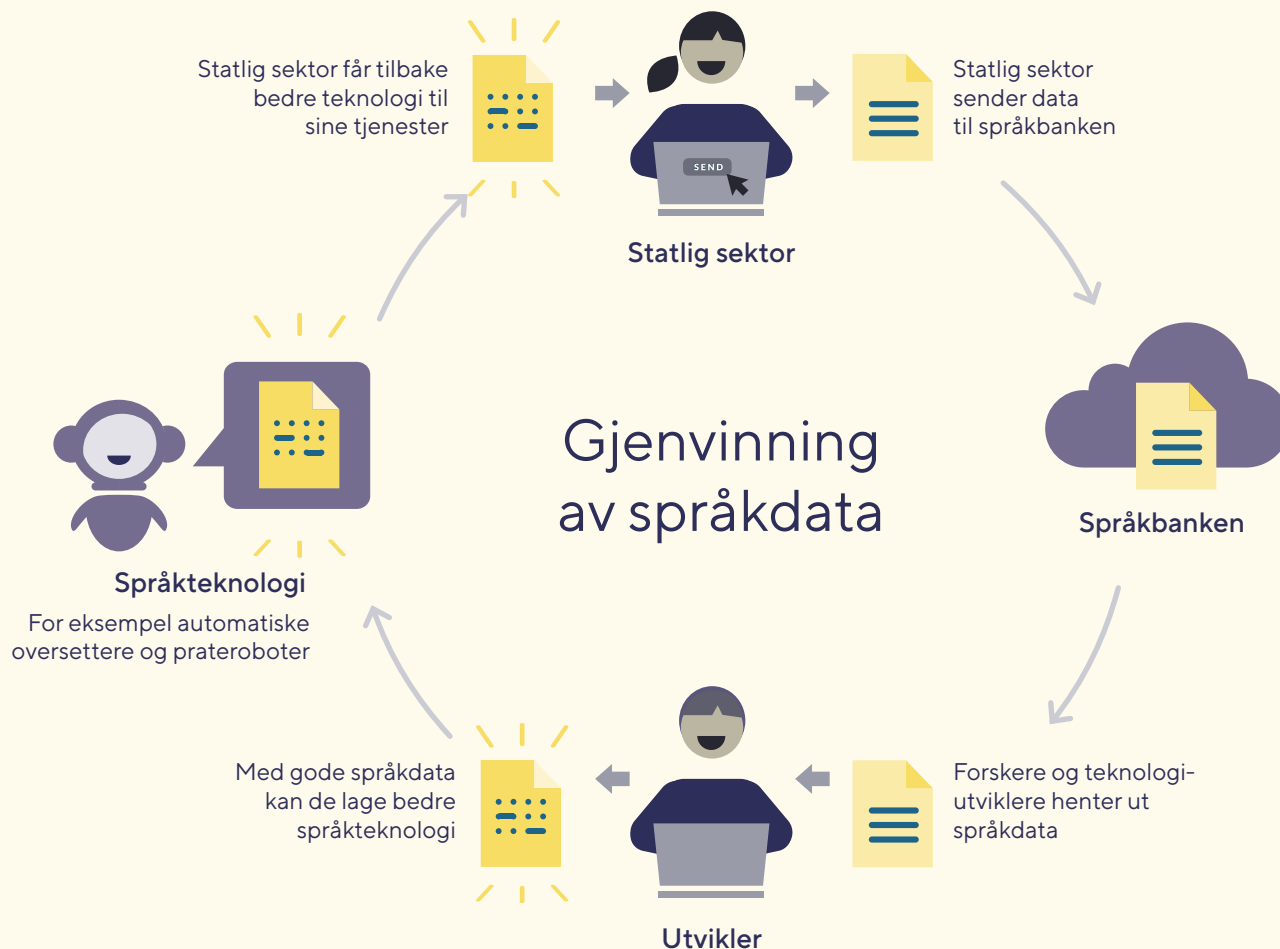 Statlig sektor får tilbake
bedre teknologi til
sine tjenester
SEND
Statlig sektor
Statlig sektor
sender data
til språkbanken
Språkbanken
Gjenvinning
av språkdata
Forskere og teknologi-
utviklere henter ut
språkdata
Utvikler
Med gode språkdata
kan de lage bedre
språkteknologi
Språkteknologi
For eksempel automatiske
oversettere og prateroboter